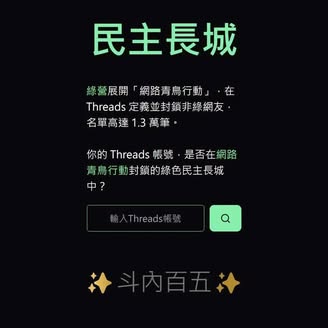 民主長城
綠營展開「網路青鳥行動」，在
Threads 定義並封鎖非綠網友，
名單高達 1.3 萬筆。
你的 Threads 帳號，是否在網路
青鳥行動封鎖的綠色民主長城
中？
輸入Threads帳號
✨斗內百五✨